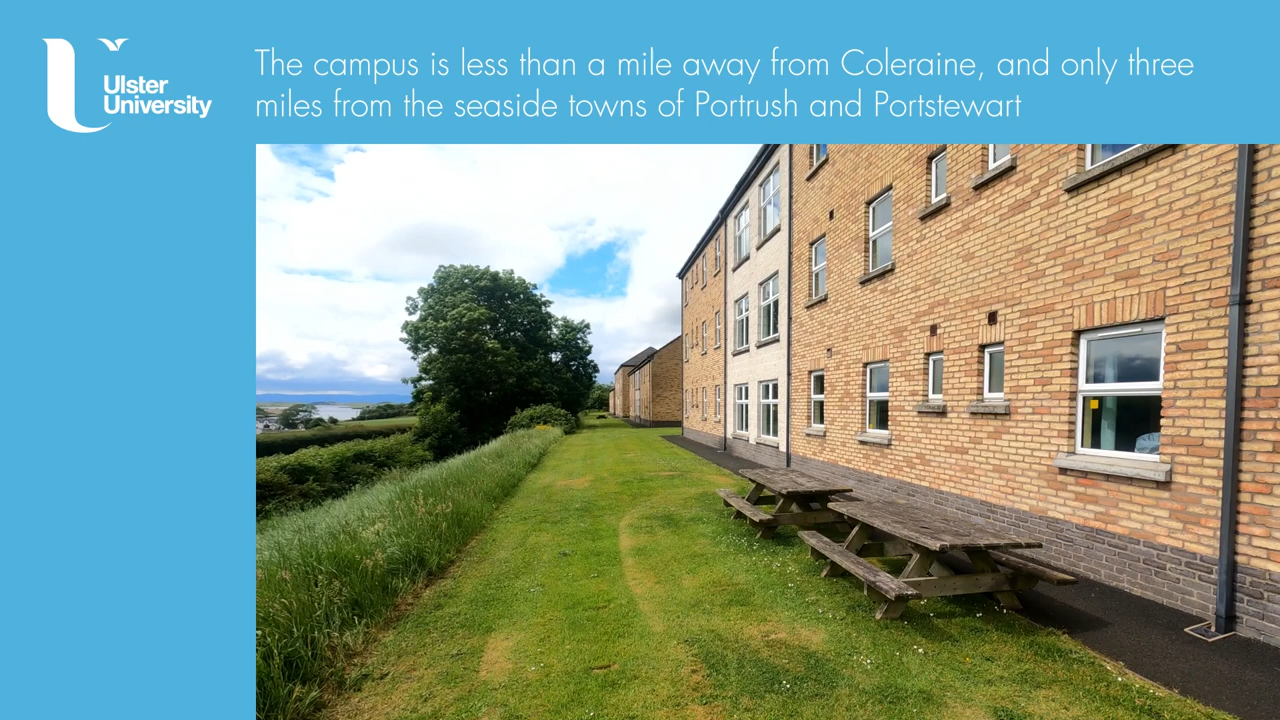 Ulster
University
The campus is less than a mile away from Coleraine, and only three
miles from the seaside towns of Portrush and Portstewart